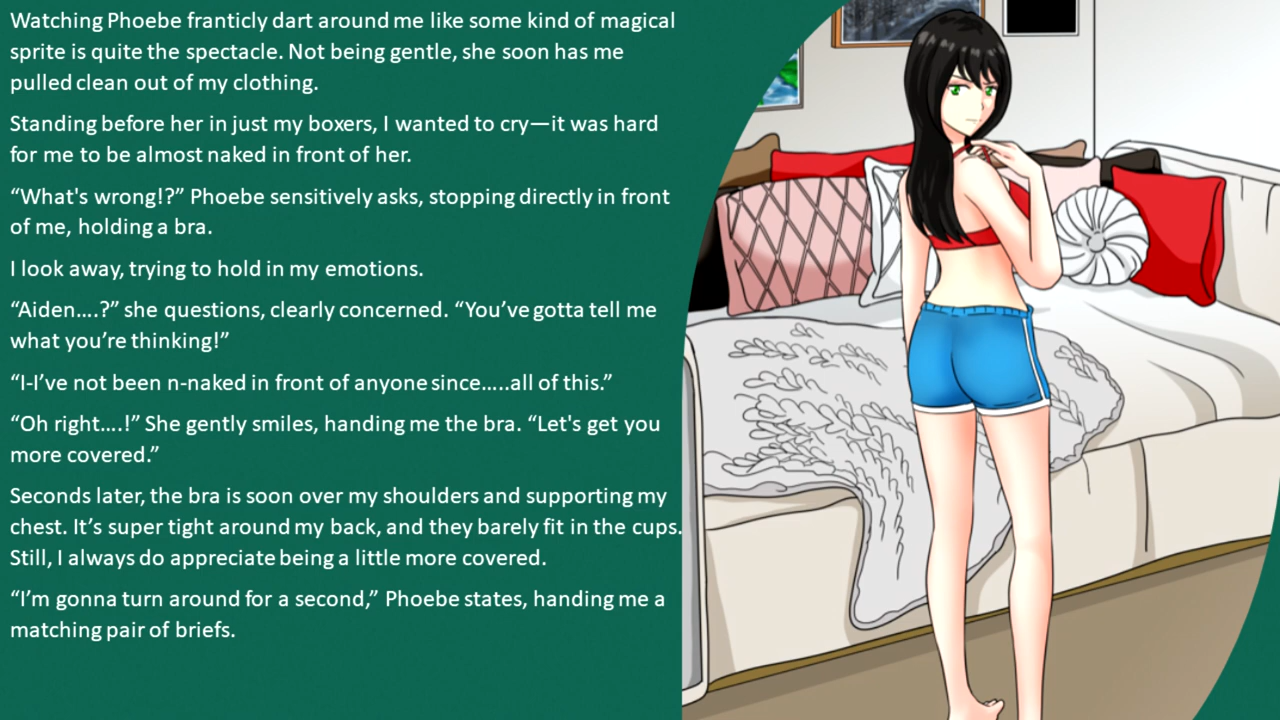 Watching Phoebe franticly dart around me like some kind of magical
sprite is quite the spectacle. Not being gentle, she soon has me
pulled clean out of my clothing.
Standing before her in just my boxers, I wanted to cry—it was hard
for me to be almost naked in front of her.
“What's wrong!?” Phoebe sensitively asks, stopping directly in front
of me, holding a bra.
I look away, trying to hold in my emotions.
“Aiden….?” she questions, clearly concerned. “You’ve gotta tell me
what you’re thinking!”
“I-I’ve not been n-naked in front of anyone since…..all of this.”
“Oh right….!” She gently smiles, handing me the bra. “Let's get you
more covered.”
Seconds later, the bra is soon over my shoulders and supporting my
chest. It’s super tight around my back, and they barely fit in the cups.
Still, I always do appreciate being a little more covered.
“I’m gonna turn around for a second,” Phoebe states, handing me a
matching pair of briefs.